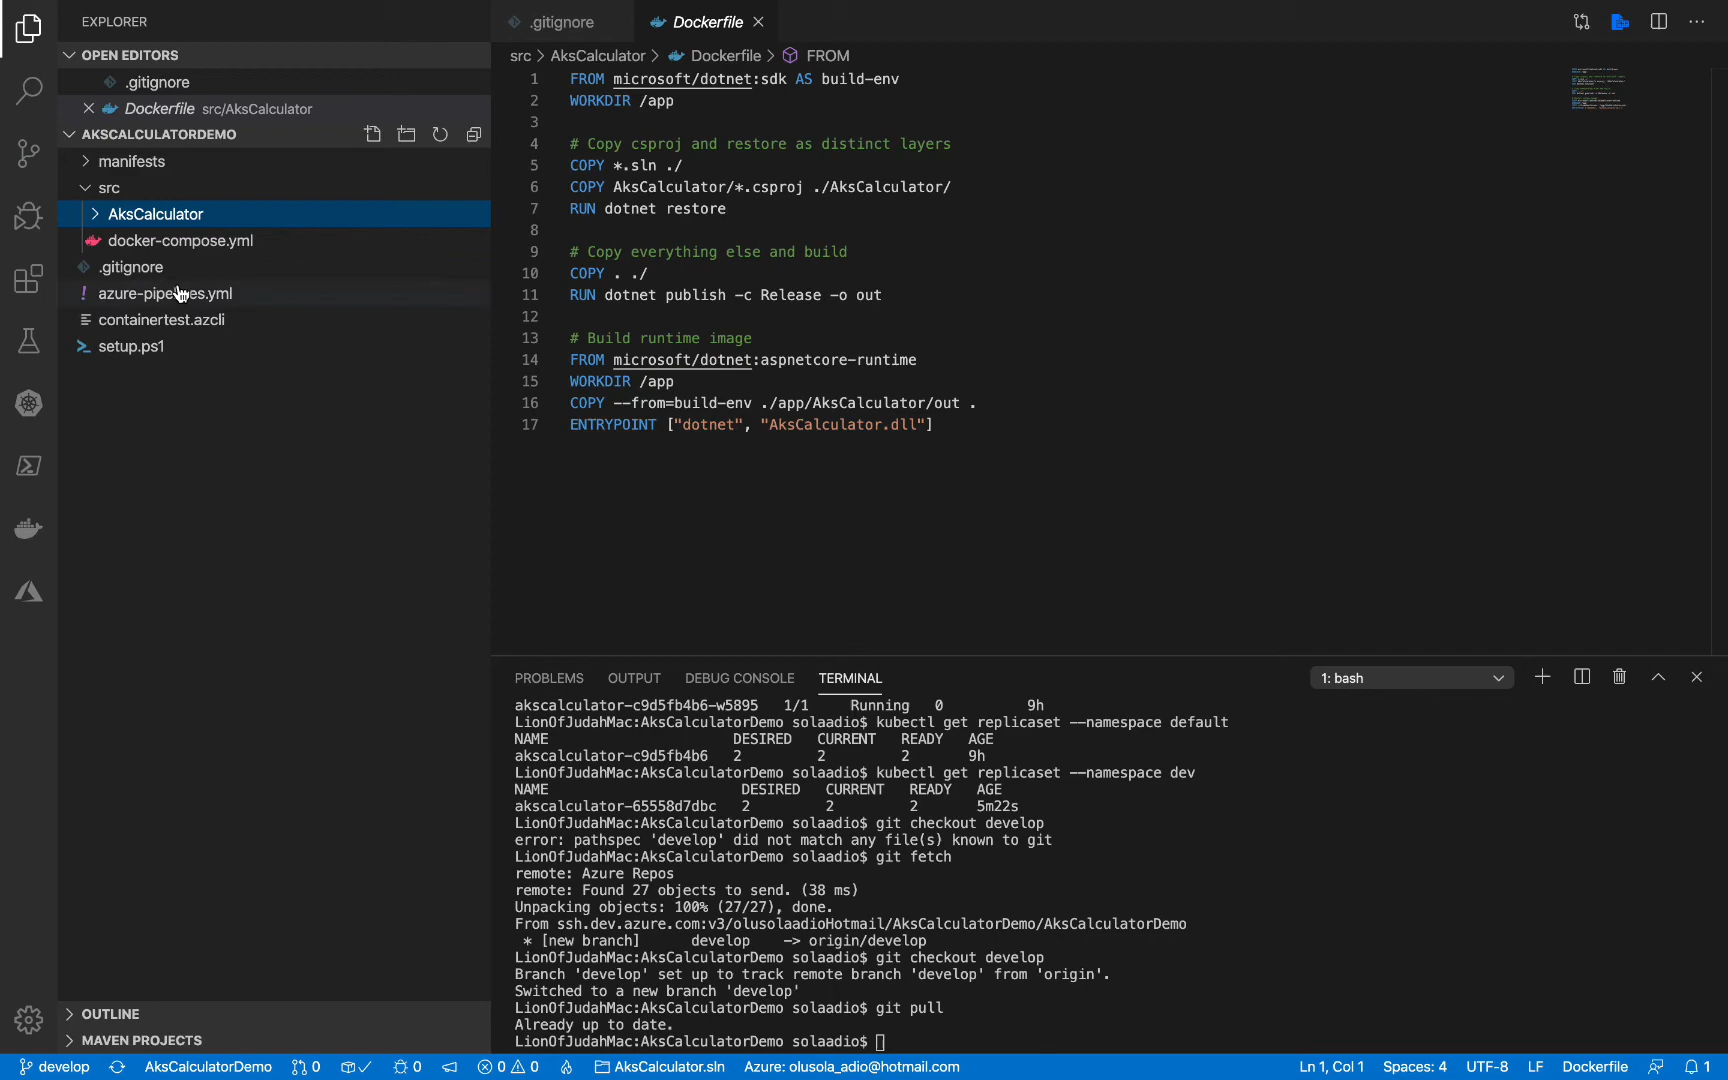 EXPLORER
OPEN EDITORS
.gitignore
Dockerfile src/AksCalculator
AKSCALCULATORDEMO
manifests
src
AksCalculator
docker-compose.yml
.gitignore
azure-pipelines.yml
containertest.azcli
setup.ps1
OUTLINE
MAVEN PROJECTS
.gitignore
Dockerfile
src > AksCalculator > Dockerfile > FROM
1 FROM microsoft/dotnet:sdk AS build-env
2 WORKDIR /app
3
4 # Copy csproj and restore as distinct layers
5 COPY *.sln ./
6 COPY AksCalculator/*.csproj ./AksCalculator/
7 RUN dotnet restore
8
9 # Copy everything else and build
10 COPY . ./
11 RUN dotnet publish -c Release -o out
12
13 # Build runtime image
14 FROM microsoft/dotnet:aspnetcore-runtime
15 WORKDIR /app
16 COPY --from=build-env ./app/AksCalculator/out .
17 ENTRYPOINT ["dotnet", "AksCalculator.dll"]
PROBLEMS OUTPUT DEBUG CONSOLE TERMINAL 1: bash
akscalculator-c9d5fb4b6-w5895 1/1 Running 0 9h
LionOfJudahMac:AksCalculatorDemo solaadio$ kubectl get replicaset --namespace default
NAME DESIRED CURRENT READY AGE
akscalculator-c9d5fb4b6 2 2 2 9h
LionOfJudahMac:AksCalculatorDemo solaadio$ kubectl get replicaset --namespace dev
NAME DESIRED CURRENT READY AGE
akscalculator-65558d7dbc 2 2 2 5m22s
LionOfJudahMac:AksCalculatorDemo solaadio$ git checkout develop
error: pathspec 'develop' did not match any file(s) known to git
LionOfJudahMac:AksCalculatorDemo solaadio$ git fetch
remote: Azure Repos
remote: Found 27 objects to send. (38 ms)
Unpacking objects: 100% (27/27), done.
From ssh.dev.azure.com:v3/olusolaadioHotmail/AksCalculatorDemo/AksCalculatorDemo
* [new branch] develop -> origin/develop
LionOfJudahMac:AksCalculatorDemo solaadio$ git checkout develop
Branch 'develop' set up to track remote branch 'develop' from 'origin'.
Switched to a new branch 'develop'
LionOfJudahMac:AksCalculatorDemo solaadio$ git pull
Already up to date.
LionOfJudahMac:AksCalculatorDemo solaadio$
develop AksCalculatorDemo 0 0 0 0 AksCalculator.sln Azure: olusola_adio@hotmail.com Ln 1, Col 1 Spaces: 4 UTF-8 LF Dockerfile 1